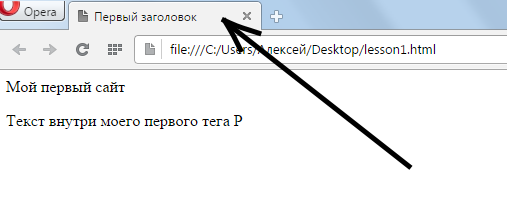 Opera
Первый заголовок
file:///C:/Users/Алексей/Desktop/lesson1.html
Мой первый сайт
Текст внутри моего первого тега P